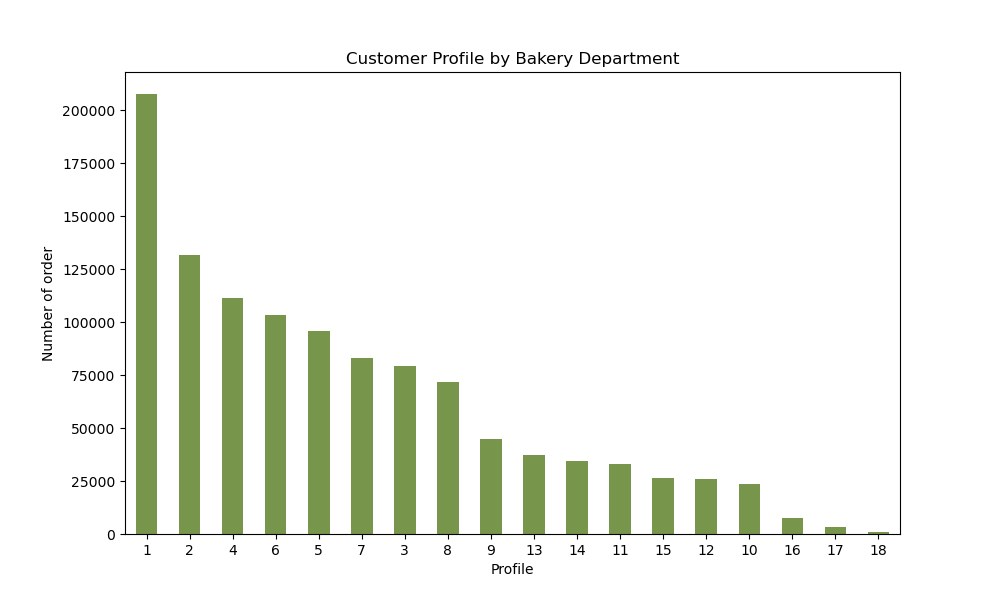 Customer Profile by Bakery Department
200000
175000
150000
125000
100000
75000
50000
25000
0
Number of order
1 2 4 6 5 7 3 8 9 13 14 11 15 12 10 16 17 18
Profile